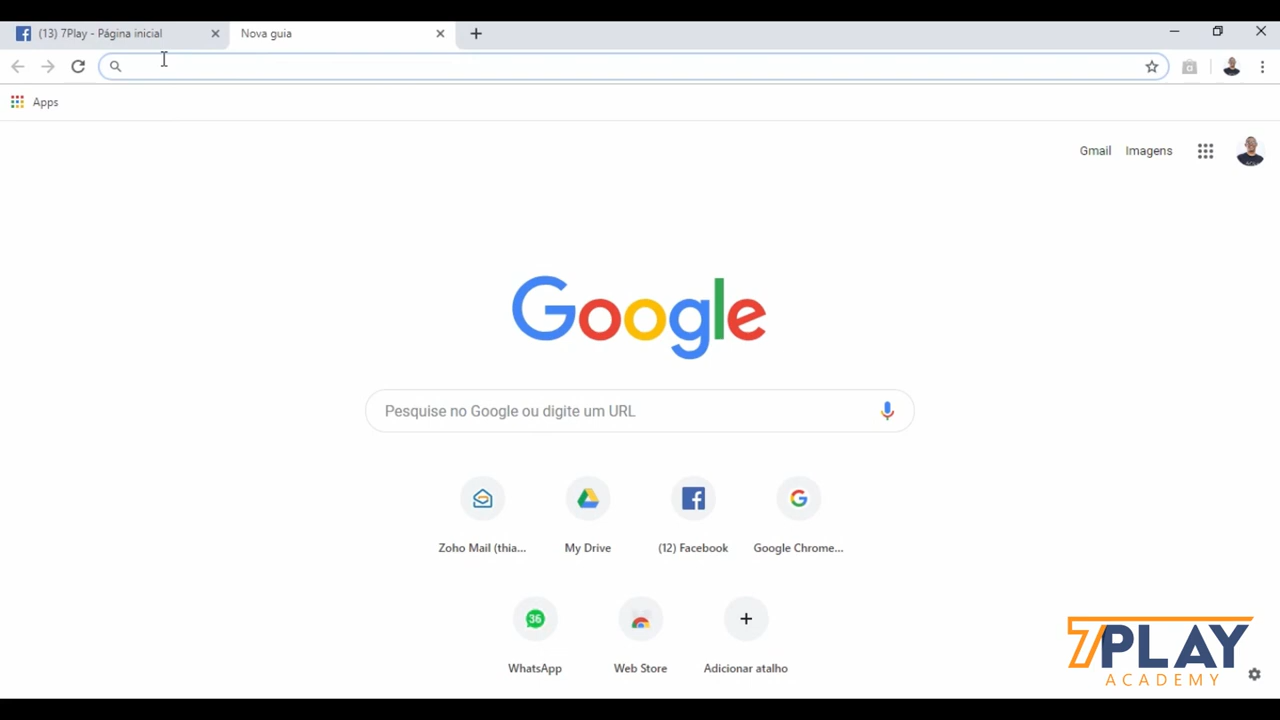 (13) 7Play - Página inicial
Nova guia
Apps
Gmail
Imagens
Google
Pesquise no Google ou digite um URL
Zoho Mail (thia...
My Drive
(12) Facebook
Google Chrome...
36
WhatsApp
Web Store
Adicionar atalho
7PLAY
ACADEMY